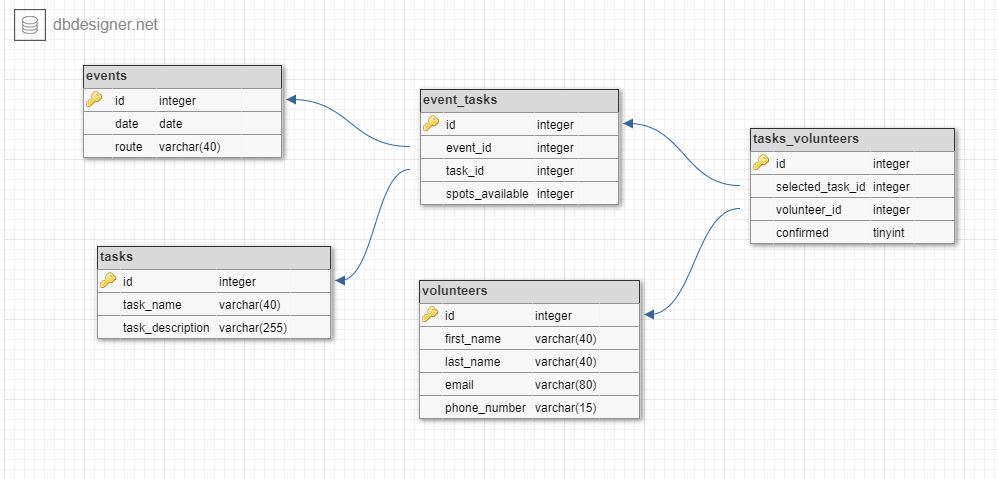 dbdesigner.net
events
id integer
date date
route varchar(40)
event_tasks
id integer
event_id integer
task_id integer
spots_available integer
tasks_volunteers
id integer
selected_task_id integer
volunteer_id integer
confirmed tinyint
tasks
id integer
task_name varchar(40)
task_description varchar(255)
volunteers
id integer
first_name varchar(40)
last_name varchar(40)
email varchar(80)
phone_number varchar(15)